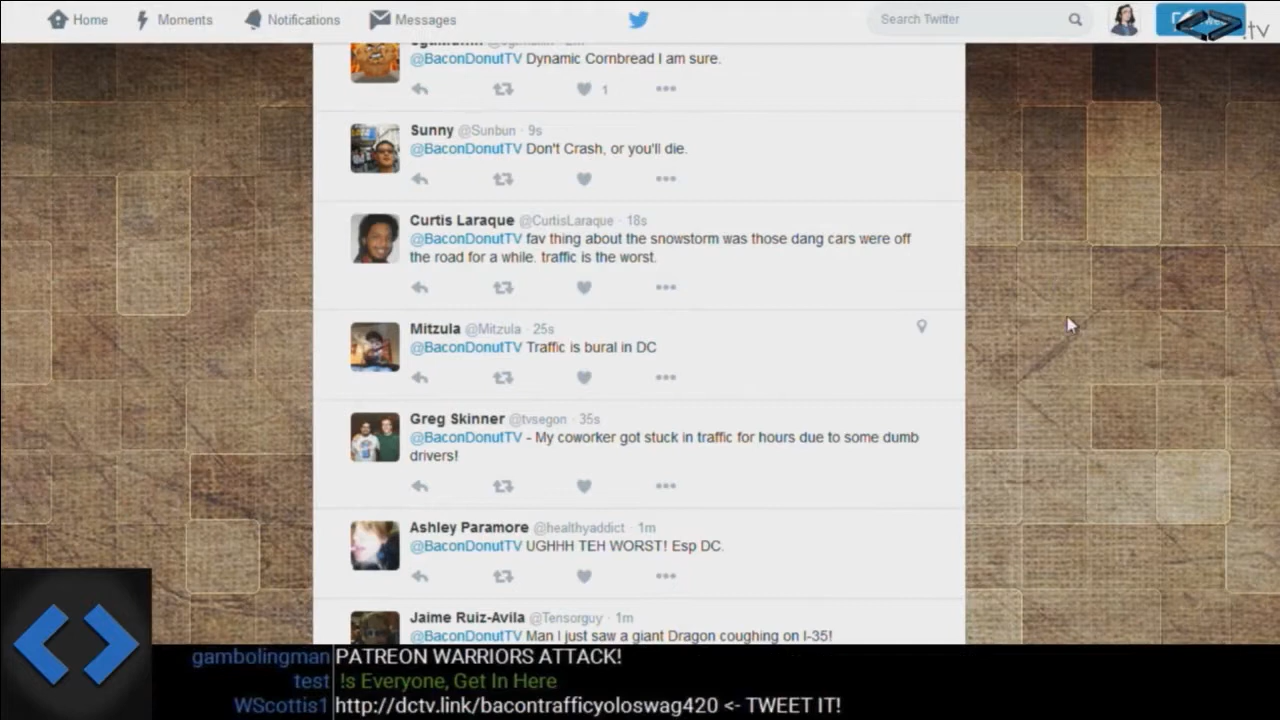 Home
Moments
Notifications
Messages
Search Twitter
.tv
@BaconDonutTV Dynamic Cornbread I am sure.
1
Sunny @Sunbun · 9s
@BaconDonutTV Don't Crash, or you'll die.
Curtis Laraque @CurtisLaraque · 18s
@BaconDonutTV fav thing about the snowstorm was those dang cars were off
the road for a while. traffic is the worst.
Mitzula @Mitzula · 25s
@BaconDonutTV Traffic is bural in DC
Greg Skinner @tvsegon · 35s
@BaconDonutTV - My coworker got stuck in traffic for hours due to some dumb
drivers!
Ashley Paramore @healthyaddict · 1m
@BaconDonutTV UGHHH TEH WORST! Esp DC.
Jaime Ruiz-Avila @Tensorguy · 1m
@BaconDonutTV Man I just saw a giant Dragon coughing on I-35!
gambolingman PATREON WARRIORS ATTACK!
test !s Everyone, Get In Here
WScottis1 http://dctv.link/bacontrafficyoloswag420 <- TWEET IT!